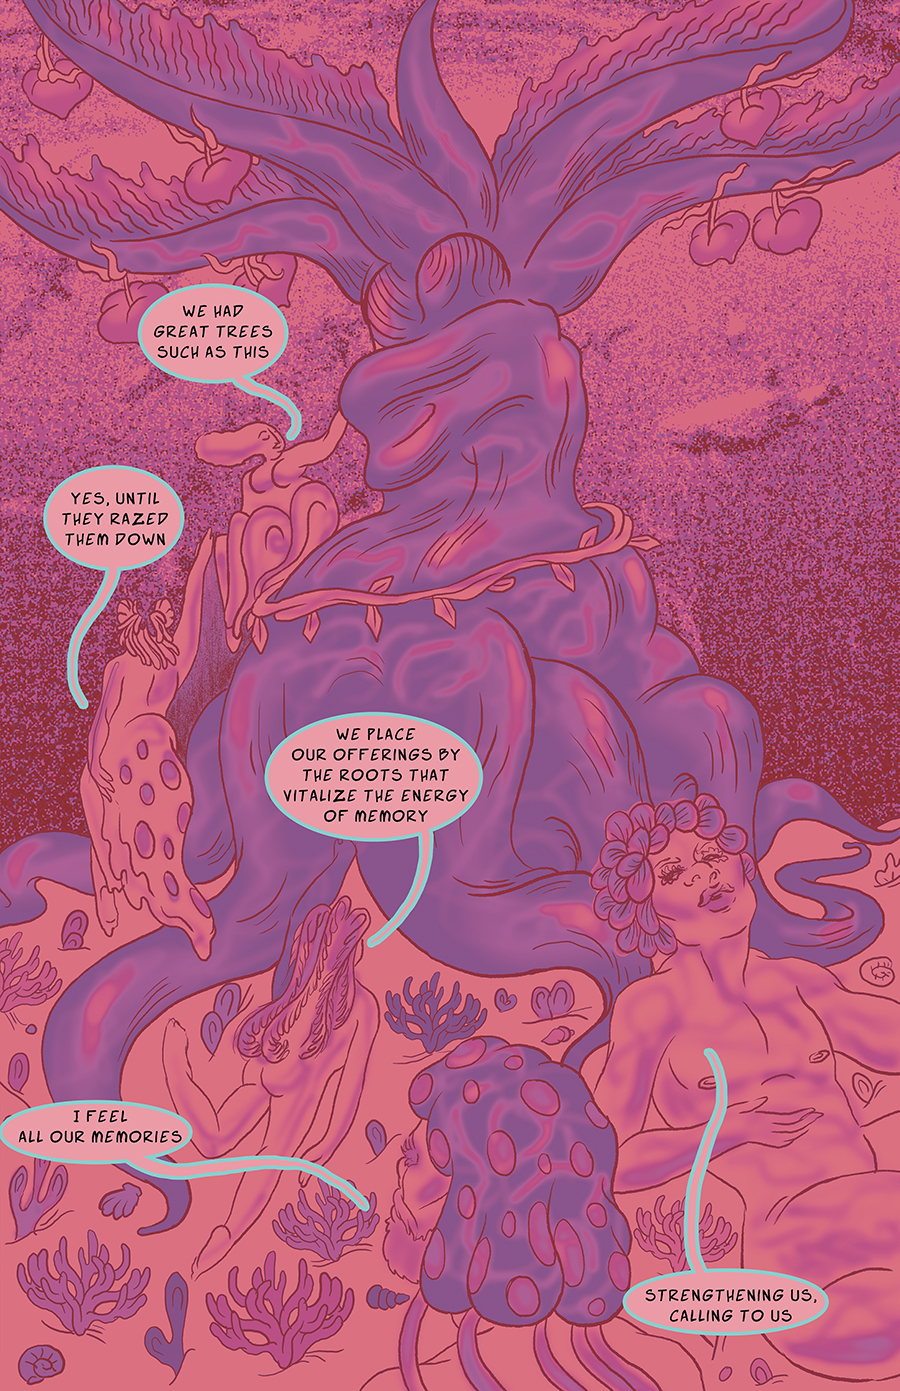 WE HAD
GREAT TREES
SUCH AS THIS
YES, UNTIL
THEY RAZED
THEM DOWN
WE PLACE
OUR OFFERINGS BY
THE ROOTS THAT
VITALIZE THE ENERGY
OF MEMORY
I FEEL
ALL OUR MEMORIES
STRENGTHENING US,
CALLING TO US